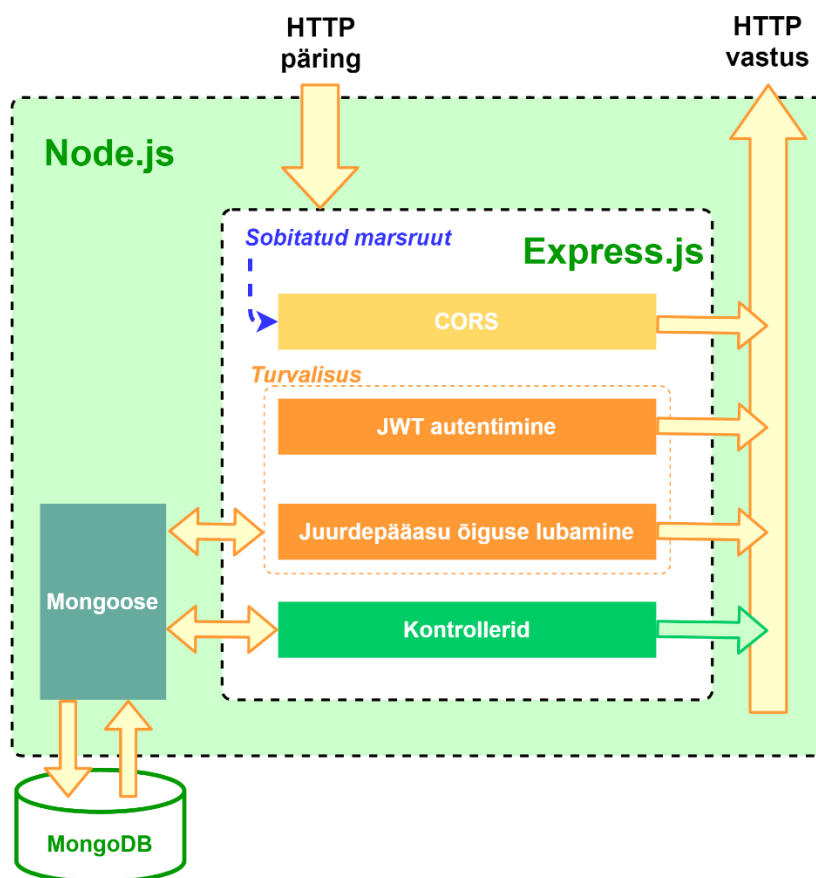 HTTP
päring
HTTP
vastus
Node.js
Sobitatud marsruut
Express.js
CORS
Turvalisus
JWT autentimine
Juurdepääasu õiguse lubamine
Mongoose
Kontrollerid
MongoDB